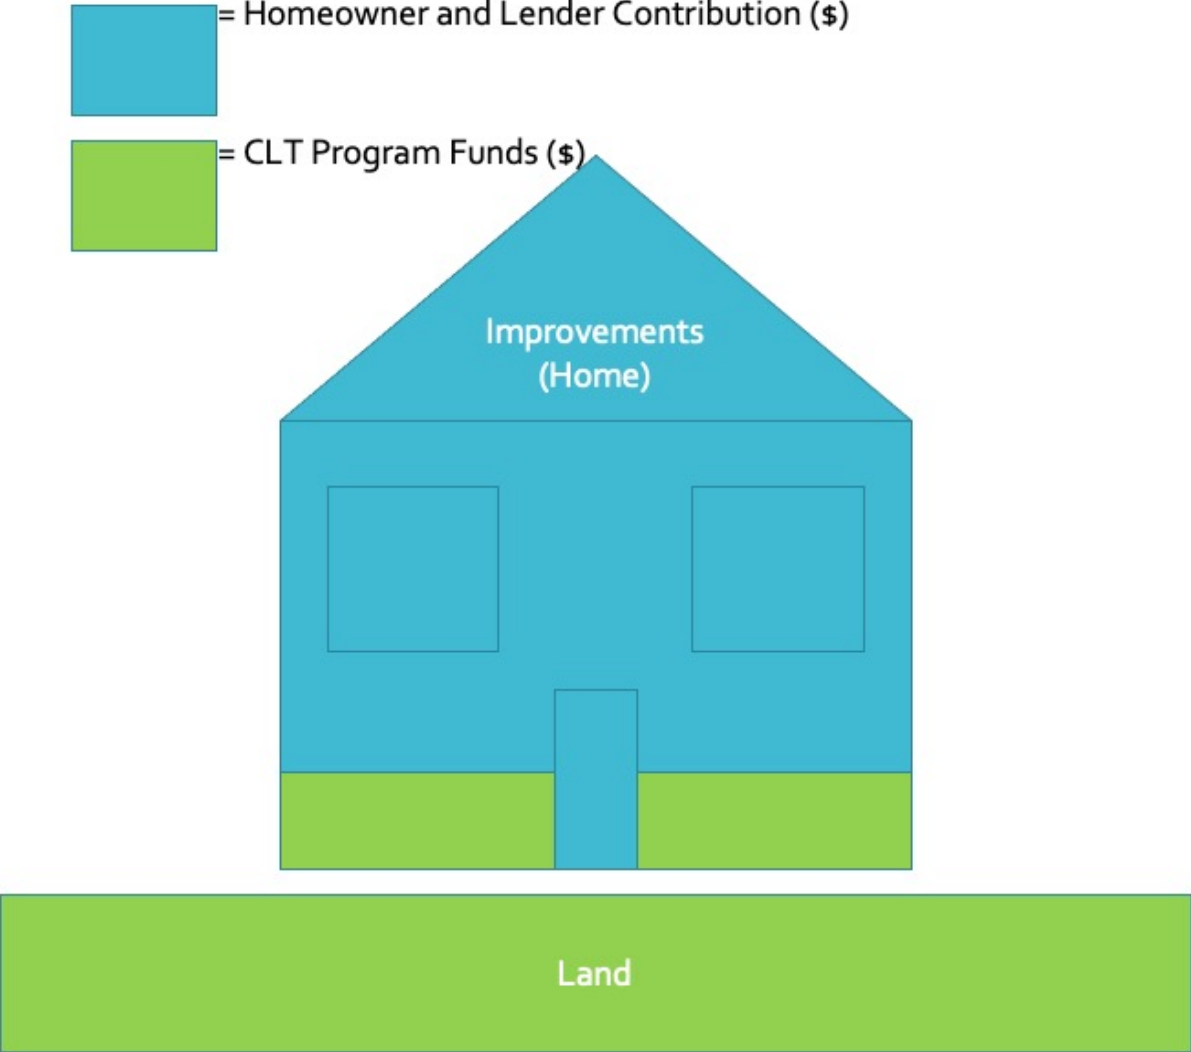 = Homeowner and Lender Contribution ($)
= CLT Program Funds ($)
Improvements
(Home)
Land